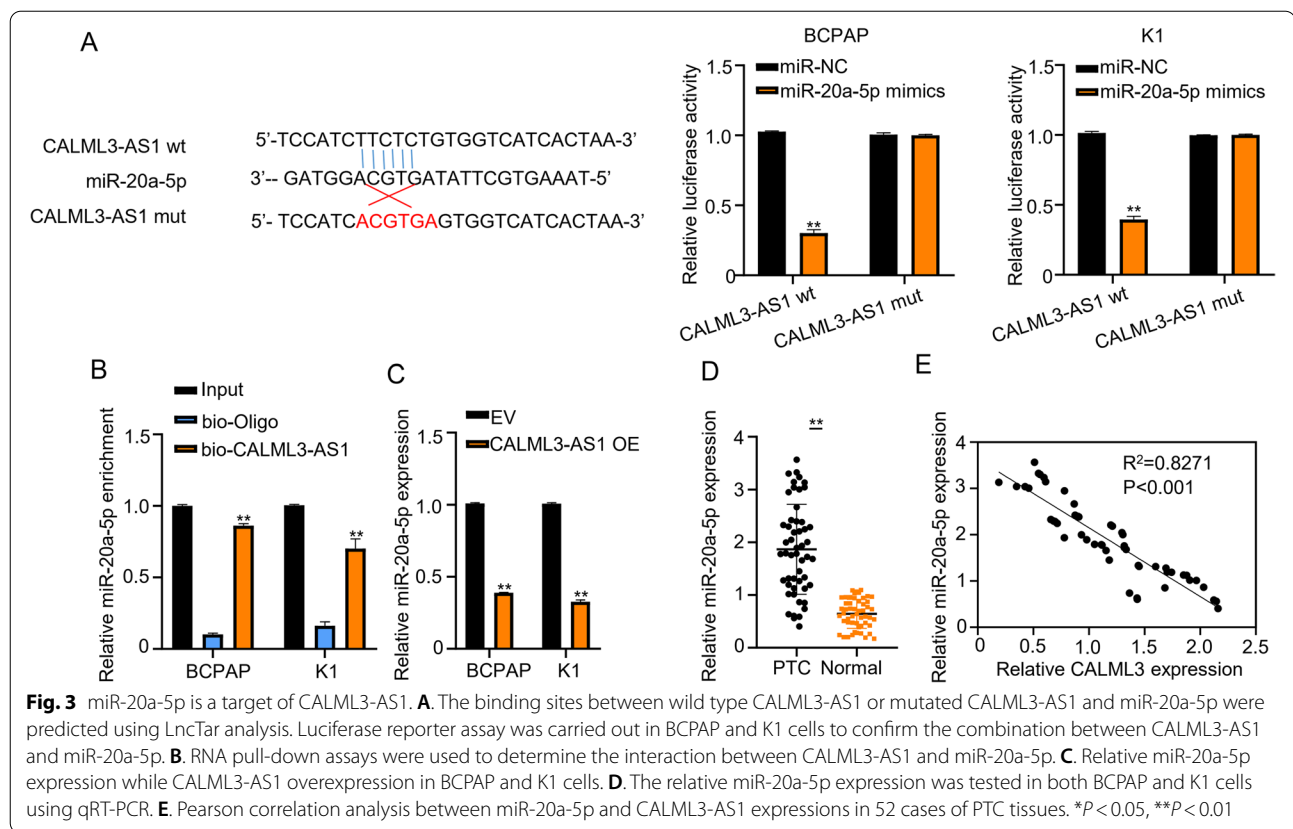 A
CALML3-AS1 wt
5'-TCCATCTTCTCTGTGGTCATCACTAA-3'
miR-20a-5p
3'-- GATGGACGTGATATTCGTGAAAT-5'
CALML3-AS1 mut
5'- TCCATCACGTGAGTGGTCATCACTAA-3'
BCPAP
miR-NC
miR-20a-5p mimics
Relative luciferase activity
1.5
1.0
0.5
0
**
CALML3-AS1 wt
CALML3-AS1 mut
K1
miR-NC
miR-20a-5p mimics
Relative luciferase activity
1.5
1.0
0.5
0
**
CALML3-AS1 wt
CALML3-AS1 mut
B
Input
bio-Oligo
bio-CALML3-AS1
Relative miR-20a-5p enrichment
1.5
1.0
0.5
0
**
**
BCPAP K1
C
EV
CALML3-AS1 OE
Relative miR-20a-5p expression
1.5
1.0
0.5
0
**
**
BCPAP K1
D
Relative miR-20a-5p expression
4
3
2
1
0
**
PTC Normal
E
Relative miR-20a-5p expression
4
3
2
1
0
R²=0.8271
P<0.001
0.0 0.5 1.0 1.5 2.0 2.5
Relative CALML3 expression
Fig. 3 miR-20a-5p is a target of CALML3-AS1. A. The binding sites between wild type CALML3-AS1 or mutated CALML3-AS1 and miR-20a-5p were
predicted using LncTar analysis. Luciferase reporter assay was carried out in BCPAP and K1 cells to confirm the combination between CALML3-AS1
and miR-20a-5p. B. RNA pull-down assays were used to determine the interaction between CALML3-AS1 and miR-20a-5p. C. Relative miR-20a-5p
expression while CALML3-AS1 overexpression in BCPAP and K1 cells. D. The relative miR-20a-5p expression was tested in both BCPAP and K1 cells
using qRT-PCR. E. Pearson correlation analysis between miR-20a-5p and CALML3-AS1 expressions in 52 cases of PTC tissues. *P < 0.05, **P < 0.01